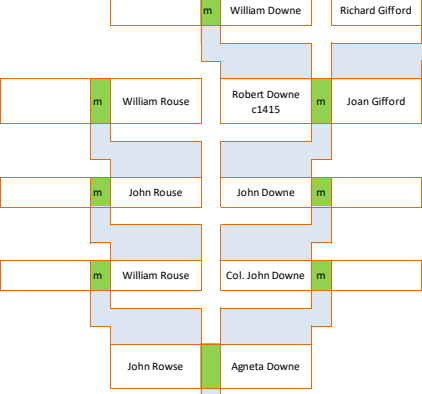 m
William Downe
Richard Gifford
m
William Rouse
Robert Downe
c1415
m
Joan Gifford
m
John Rouse
John Downe
m
m
William Rouse
Col. John Downe
m
John Rowse
Agneta Downe